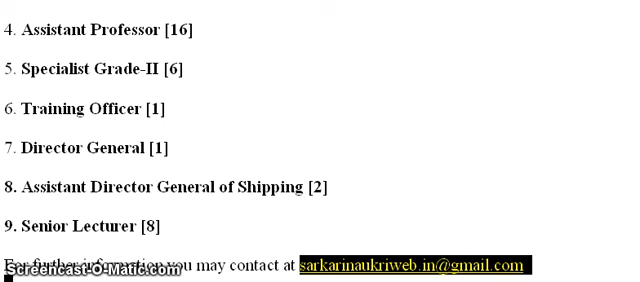 4. Assistant Professor [16]
5. Specialist Grade-II [6]
6. Training Officer [1]
7. Director General [1]
8. Assistant Director General of Shipping [2]
9. Senior Lecturer [8]
For further information you may contact at sarkarinaukriweb.in@gmail.com
Screencast-O-Matic.com